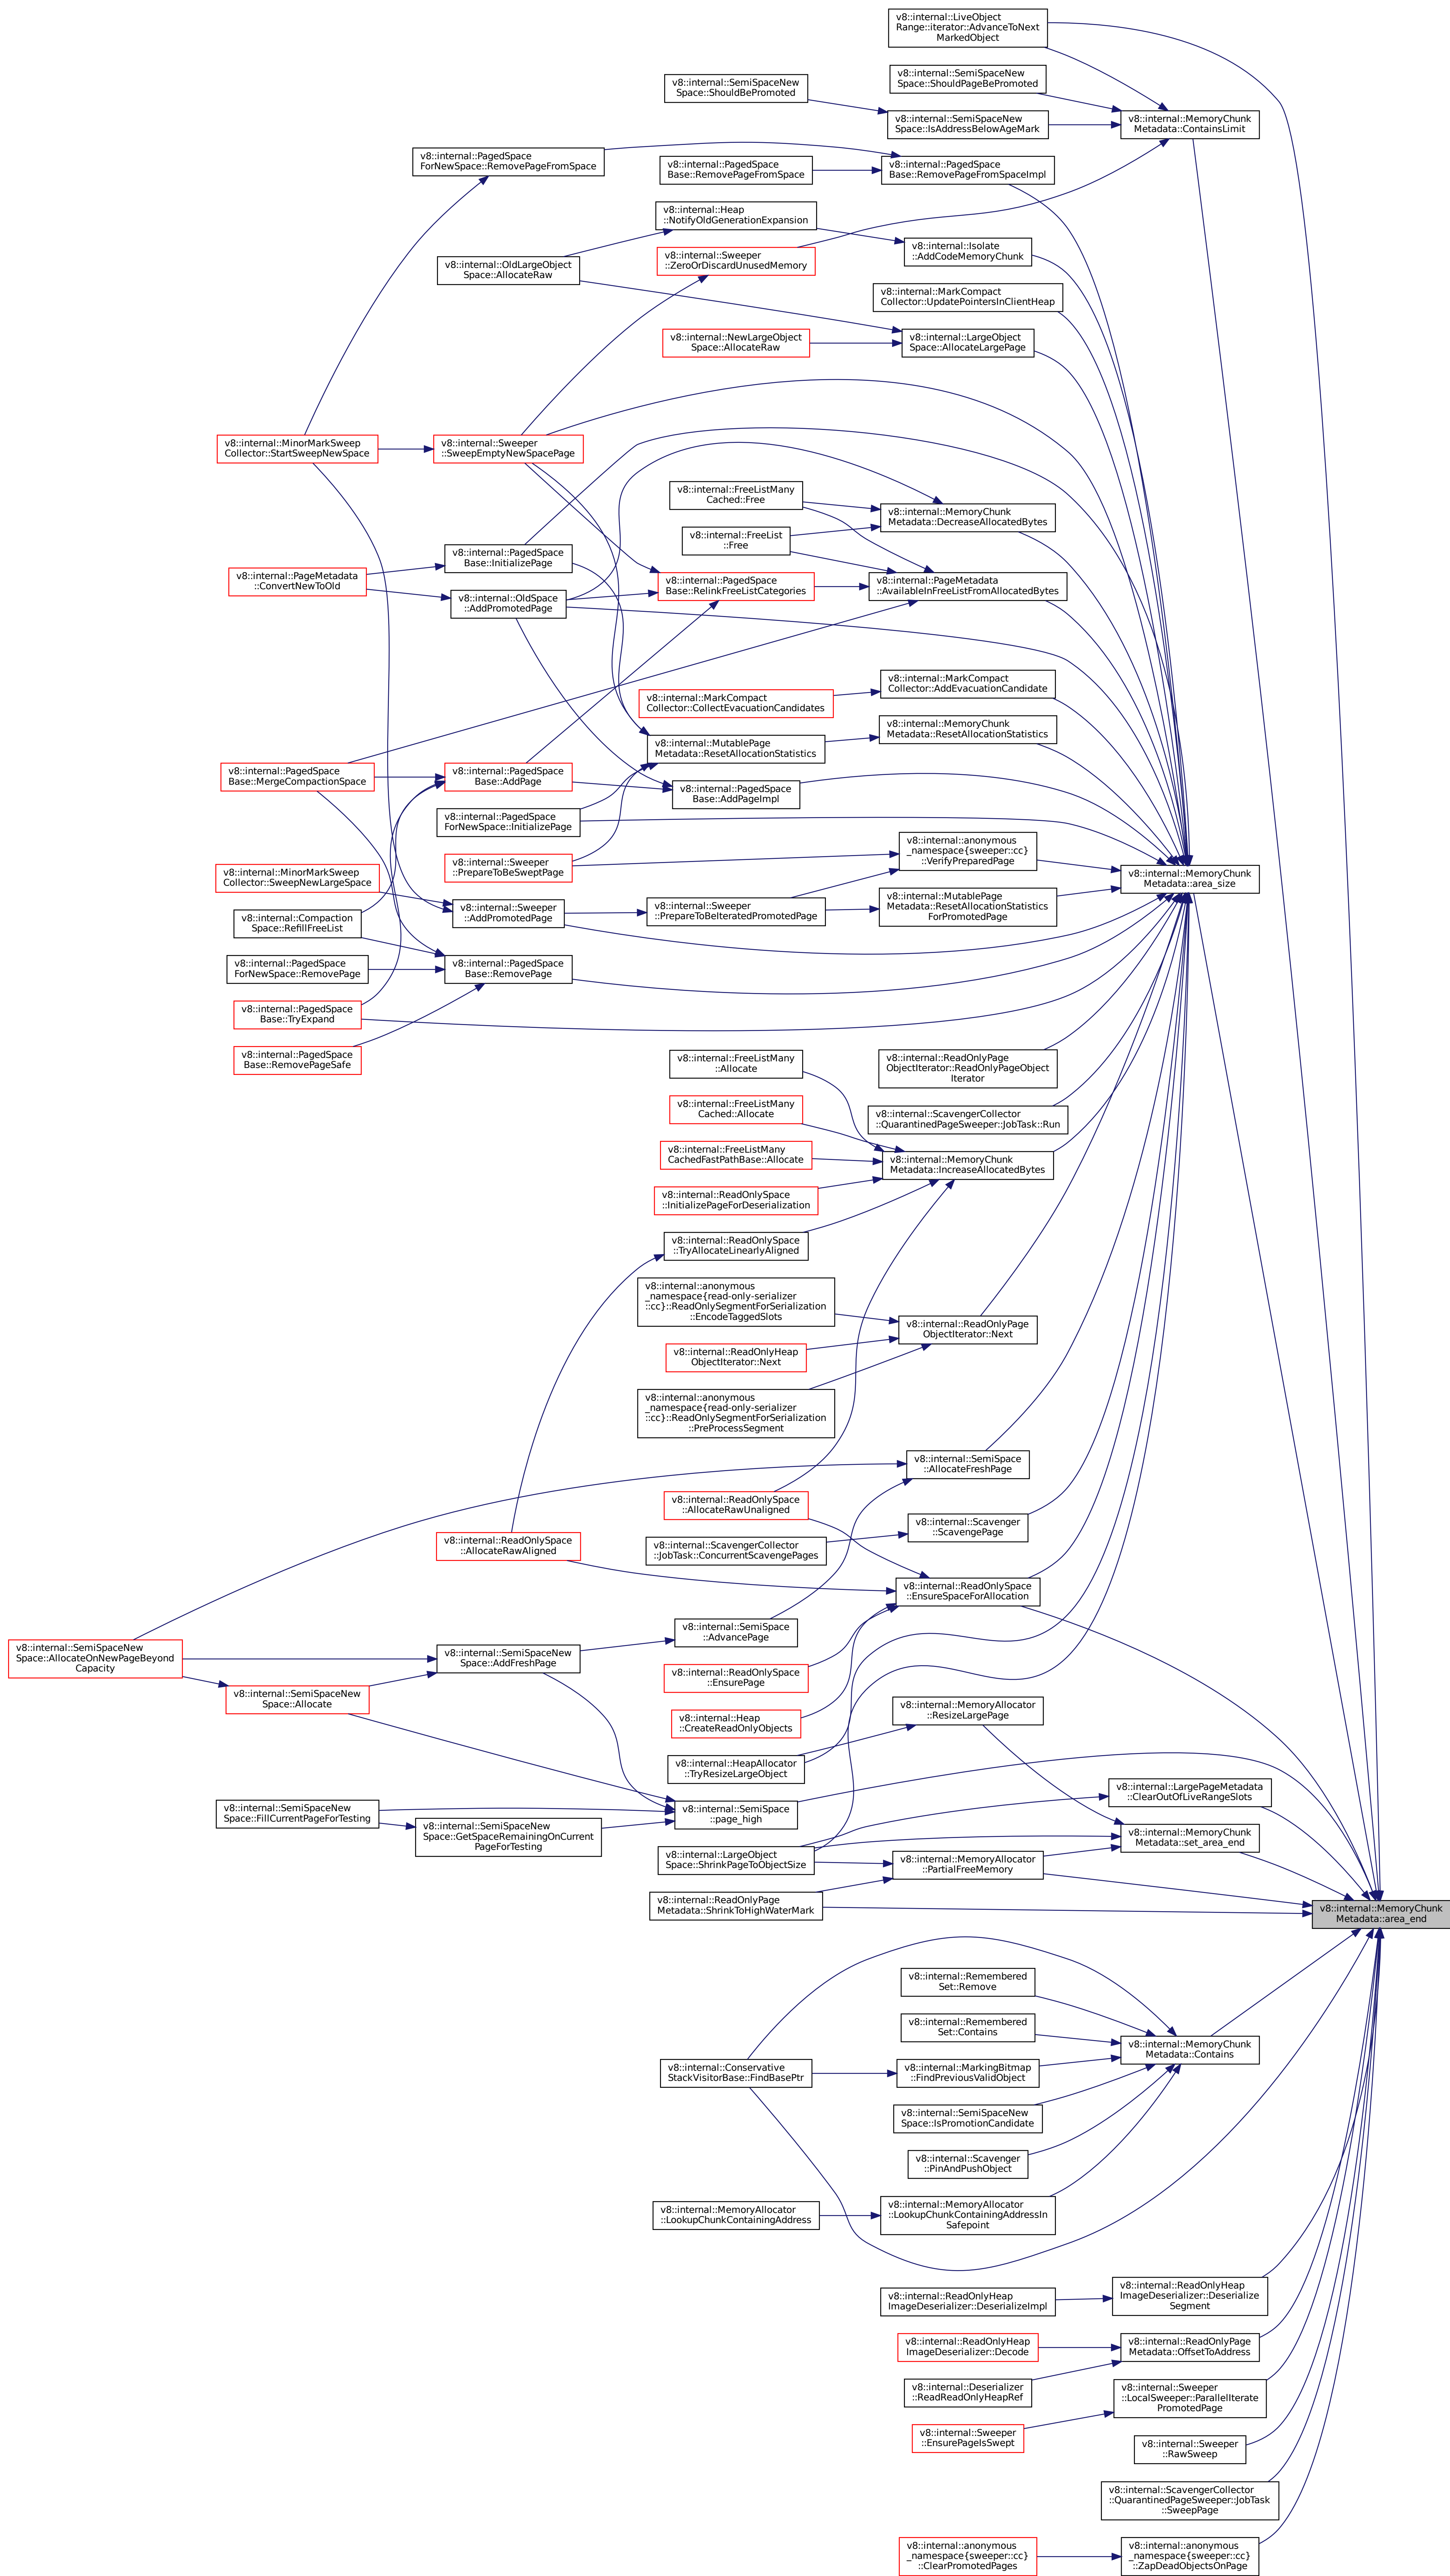 v8::internal::LiveObject
Range::iterator::AdvanceToNext
MarkedObject
v8::internal::SemiSpaceNew
Space::ShouldPageBePromoted
v8::internal::SemiSpaceNew
Space::ShouldBePromoted
v8::internal::SemiSpaceNew
Space::IsAddressBelowAgeMark
v8::internal::MemoryChunk
Metadata::ContainsLimit
v8::internal::PagedSpace
ForNewSpace::RemovePageFromSpace
v8::internal::PagedSpace
Base::RemovePageFromSpace
v8::internal::PagedSpace
Base::RemovePageFromSpaceImpl
v8::internal::Heap
::NotifyOldGenerationExpansion
v8::internal::Isolate
::AddCodeMemoryChunk
v8::internal::OldLargeObject
Space::AllocateRaw
v8::internal::Sweeper
::ZeroOrDiscardUnusedMemory
v8::internal::MarkCompact
Collector::UpdatePointersInClientHeap
v8::internal::NewLargeObject
Space::AllocateRaw
v8::internal::LargeObject
Space::AllocateLargePage
v8::internal::MinorMarkSweep
Collector::StartSweepNewSpace
v8::internal::Sweeper
::SweepEmptyNewSpacePage
v8::internal::FreeListMany
Cached::Free
v8::internal::MemoryChunk
Metadata::DecreaseAllocatedBytes
v8::internal::FreeList
::Free
v8::internal::PagedSpace
Base::InitializePage
v8::internal::PageMetadata
::ConvertNewToOld
v8::internal::OldSpace
::AddPromotedPage
v8::internal::PagedSpace
Base::RelinkFreeListCategories
v8::internal::PageMetadata
::AvailableInFreeListFromAllocatedBytes
v8::internal::MarkCompact
Collector::CollectEvacuationCandidates
v8::internal::MarkCompact
Collector::AddEvacuationCandidate
v8::internal::MutablePage
Metadata::ResetAllocationStatistics
v8::internal::MemoryChunk
Metadata::ResetAllocationStatistics
v8::internal::PagedSpace
Base::MergeCompactionSpace
v8::internal::PagedSpace
Base::AddPage
v8::internal::PagedSpace
Base::AddPageImpl
v8::internal::PagedSpace
ForNewSpace::InitializePage
v8::internal::Sweeper
::PrepareToBeSweptPage
v8::internal::anonymous
_namespace{sweeper::cc}
::VerifyPreparedPage
v8::internal::MemoryChunk
Metadata::area_size
v8::internal::MinorMarkSweep
Collector::SweepNewLargeSpace
v8::internal::Sweeper
::AddPromotedPage
v8::internal::Sweeper
::PrepareToBeIteratedPromotedPage
v8::internal::MutablePage
Metadata::ResetAllocationStatistics
ForPromotedPage
v8::internal::Compaction
Space::RefillFreeList
v8::internal::PagedSpace
ForNewSpace::RemovePage
v8::internal::PagedSpace
Base::RemovePage
v8::internal::PagedSpace
Base::TryExpand
v8::internal::PagedSpace
Base::RemovePageSafe
v8::internal::ReadOnlyPage
ObjectIterator::ReadOnlyPageObject
Iterator
v8::internal::FreeListMany
::Allocate
v8::internal::ScavengerCollector
::QuarantinedPageSweeper::JobTask::Run
v8::internal::FreeListMany
Cached::Allocate
v8::internal::FreeListMany
CachedFastPathBase::Allocate
v8::internal::MemoryChunk
Metadata::IncreaseAllocatedBytes
v8::internal::ReadOnlySpace
::InitializePageForDeserialization
v8::internal::ReadOnlySpace
::TryAllocateLinearlyAligned
v8::internal::anonymous
_namespace{read-only-serializer
::cc}::ReadOnlySegmentForSerialization
::EncodeTaggedSlots
v8::internal::ReadOnlyPage
ObjectIterator::Next
v8::internal::ReadOnlyHeap
ObjectIterator::Next
v8::internal::anonymous
_namespace{read-only-serializer
::cc}::ReadOnlySegmentForSerialization
::PreProcessSegment
v8::internal::SemiSpace
::AllocateFreshPage
v8::internal::ReadOnlySpace
::AllocateRawUnaligned
v8::internal::Scavenger
::ScavengePage
v8::internal::ReadOnlySpace
::AllocateRawAligned
v8::internal::ScavengerCollector
::JobTask::ConcurrentScavengePages
v8::internal::ReadOnlySpace
::EnsureSpaceForAllocation
v8::internal::SemiSpaceNew
Space::AllocateOnNewPageBeyond
Capacity
v8::internal::SemiSpaceNew
Space::AddFreshPage
v8::internal::SemiSpace
::AdvancePage
v8::internal::ReadOnlySpace
::EnsurePage
v8::internal::SemiSpaceNew
Space::Allocate
v8::internal::Heap
::CreateReadOnlyObjects
v8::internal::MemoryAllocator
::ResizeLargePage
v8::internal::HeapAllocator
::TryResizeLargeObject
v8::internal::LargePageMetadata
::ClearOutOfLiveRangeSlots
v8::internal::SemiSpaceNew
Space::FillCurrentPageForTesting
v8::internal::SemiSpaceNew
Space::GetSpaceRemainingOnCurrent
PageForTesting
v8::internal::SemiSpace
::page_high
v8::internal::MemoryChunk
Metadata::set_area_end
v8::internal::LargeObject
Space::ShrinkPageToObjectSize
v8::internal::MemoryAllocator
::PartialFreeMemory
v8::internal::ReadOnlyPage
Metadata::ShrinkToHighWaterMark
v8::internal::MemoryChunk
Metadata::area_end
v8::internal::Remembered
Set::Remove
v8::internal::Remembered
Set::Contains
v8::internal::MemoryChunk
Metadata::Contains
v8::internal::Conservative
StackVisitorBase::FindBasePtr
v8::internal::MarkingBitmap
::FindPreviousValidObject
v8::internal::SemiSpaceNew
Space::IsPromotionCandidate
v8::internal::Scavenger
::PinAndPushObject
v8::internal::MemoryAllocator
::LookupChunkContainingAddress
v8::internal::MemoryAllocator
::LookupChunkContainingAddressIn
Safepoint
v8::internal::ReadOnlyHeap
ImageDeserializer::DeserializeImpl
v8::internal::ReadOnlyHeap
ImageDeserializer::Deserialize
Segment
v8::internal::ReadOnlyHeap
ImageDeserializer::Decode
v8::internal::ReadOnlyPage
Metadata::OffsetToAddress
v8::internal::Deserializer
::ReadReadOnlyHeapRef
v8::internal::Sweeper
::LocalSweeper::ParallelIterate
PromotedPage
v8::internal::Sweeper
::EnsurePageIsSwept
v8::internal::Sweeper
::RawSweep
v8::internal::ScavengerCollector
::QuarantinedPageSweeper::JobTask
::SweepPage
v8::internal::anonymous
_namespace{sweeper::cc}
::ClearPromotedPages
v8::internal::anonymous
_namespace{sweeper::cc}
::ZapDeadObjectsOnPage